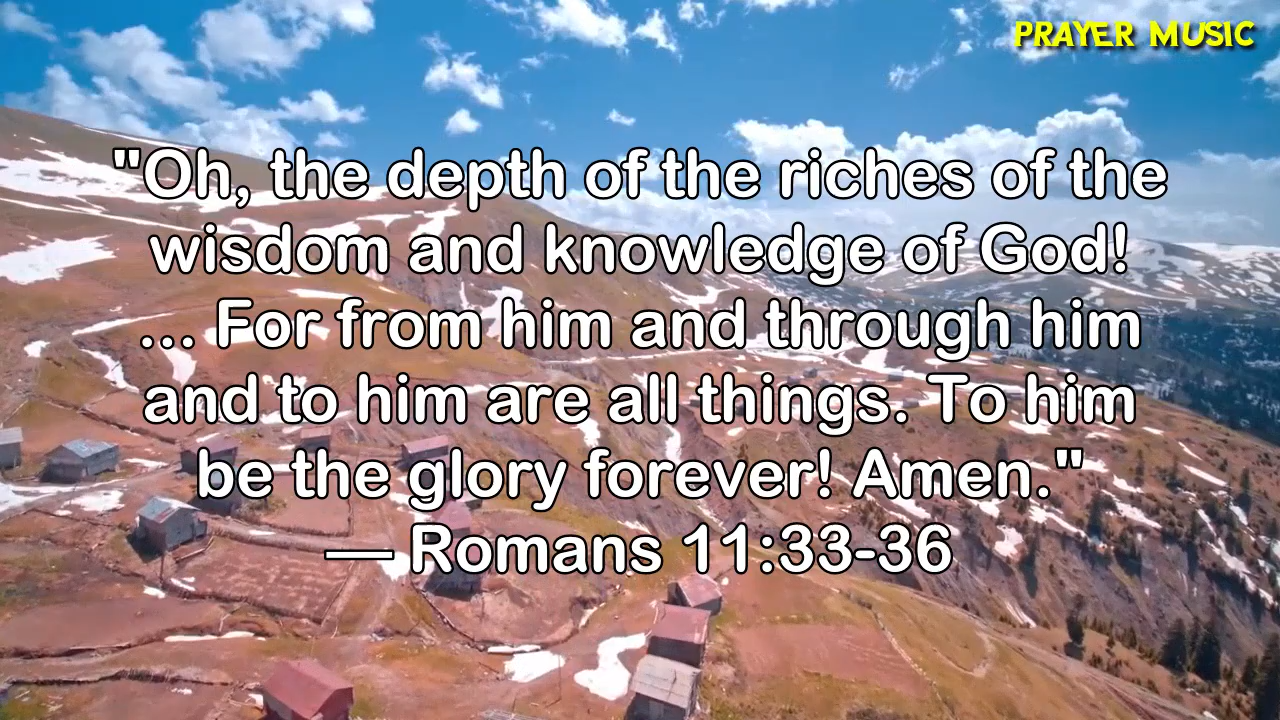 PRAYER MUSIC
"Oh, the depth of the riches of the
wisdom and knowledge of God!
... For from him and through him
and to him are all things. To him
be the glory forever! Amen."
— Romans 11:33-36